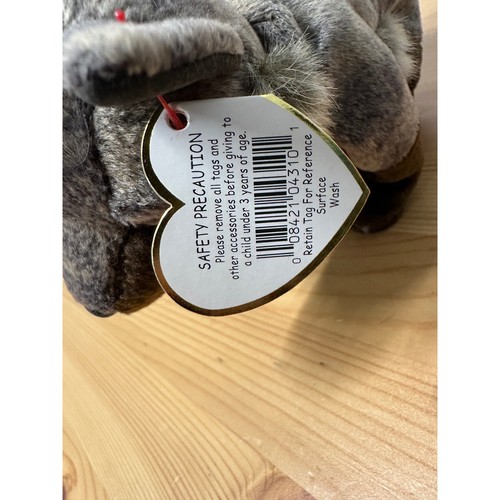 SAFETY PRECAUTION
Please remove all tags and
other accessories before giving to
a child under 3 years of age.
0 08421 04310 1
Retain Tag For Reference
Surface
Wash